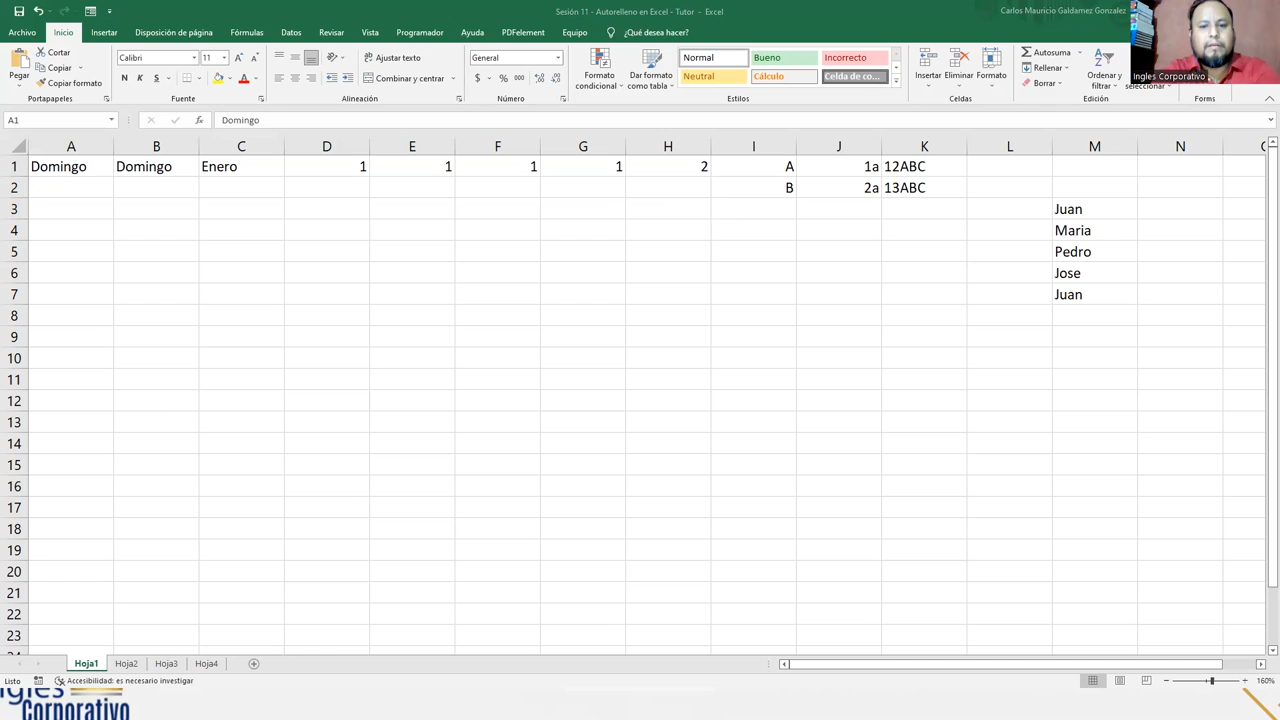 Sesión 11 - Autorelleno en Excel - Tutor - Excel
Carlos Mauricio Galdamez Gonzalez
Archivo Inicio Insertar Disposición de página Fórmulas Datos Revisar Vista Programador Ayuda PDFelement Equipo ¿Qué desea hacer?
Pegar
Cortar
Copiar
Copiar formato
Portapapeles
Calibri 11
N K S
Fuente
Ajustar texto
Combinar y centrar
Alineación
General
$ % 000
Número
Formato condicional
Dar formato como tabla
Normal Bueno Incorrecto
Neutral Cálculo Celda de co...
Estilos
Insertar Eliminar Formato
Celdas
Autosuma
Rellenar
Borrar
Ordenar y filtrar
seleccionar
Edición
Forms
Ingles Corporativo
A1 fx Domingo
A B C D E F G H I J K L M N
1 Domingo Domingo Enero 1 1 1 1 2 A 1a 12ABC
2 B 2a 13ABC
3 Juan
4 Maria
5 Pedro
6 Jose
7 Juan
8
9
10
11
12
13
14
15
16
17
18
19
20
21
22
23
Hoja1 Hoja2 Hoja3 Hoja4
Listo Accesibilidad: es necesario investigar 160%
Ingles
Corporativo